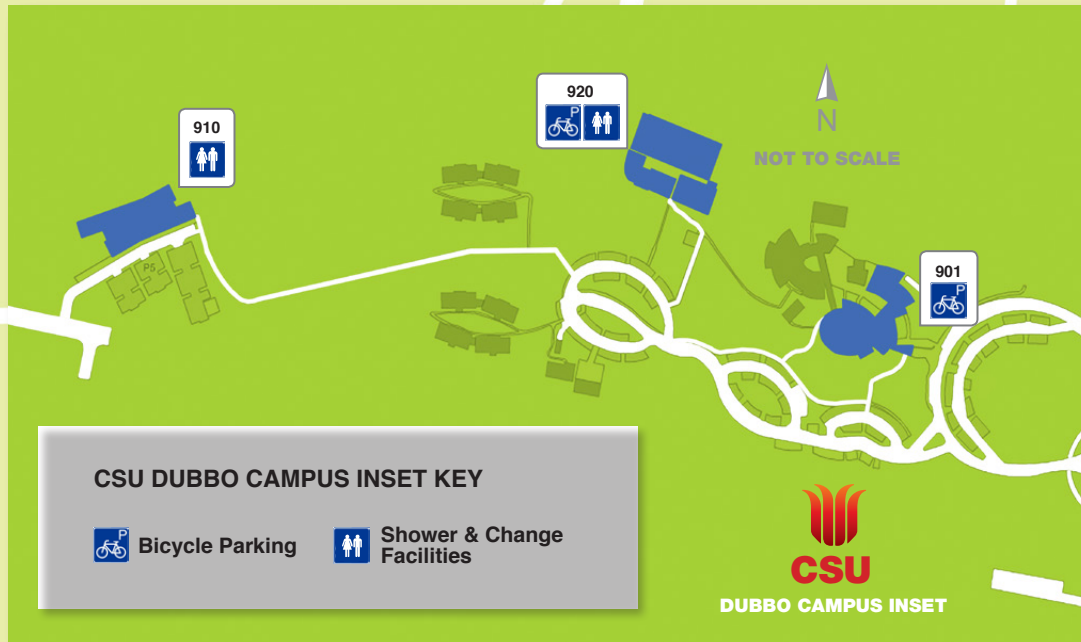 920
P
910
N
NOT TO SCALE
P5
901
P
CSU DUBBO CAMPUS INSET KEY
P
Bicycle Parking
Shower & Change
Facilities
CSU
DUBBO CAMPUS INSET